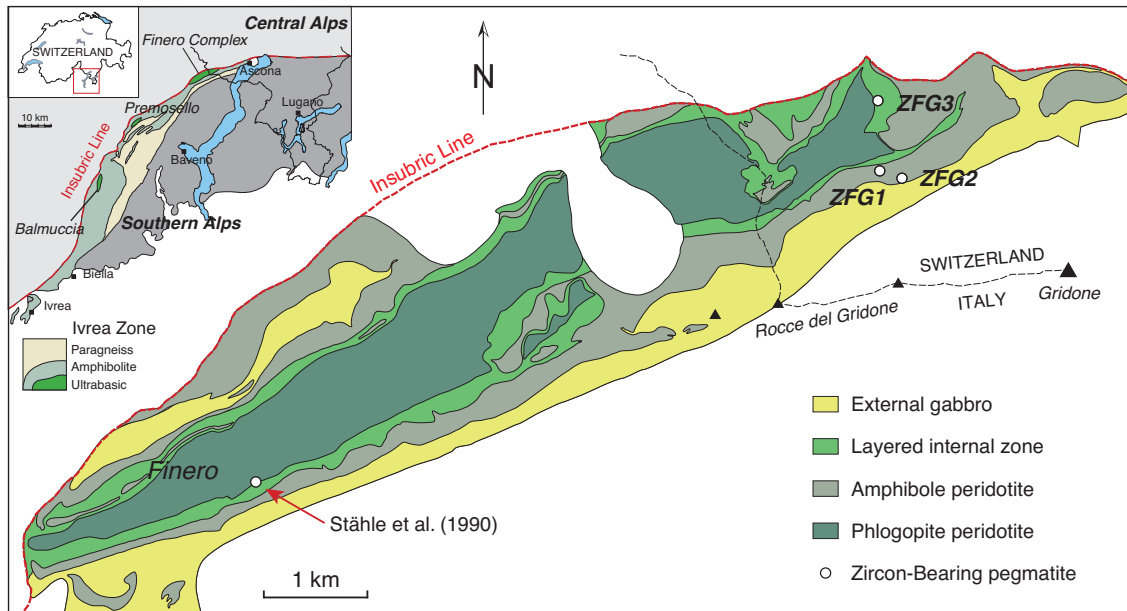 SWITZERLAND
Central Alps
Finero Complex
Ascona
Lugano
Premosello
10 km
Insubric Line
Baveno
Balmuccia
Southern Alps
Biella
Ivrea
Ivrea Zone
Paragneiss
Amphibolite
Ultrabasic
N
Insubric Line
ZFG3
ZFG1
ZFG2
SWITZERLAND
ITALY
Gridone
Rocce del Gridone
Finero
Stähle et al. (1990)
1 km
External gabbro
Layered internal zone
Amphibole peridotite
Phlogopite peridotite
Zircon-Bearing pegmatite